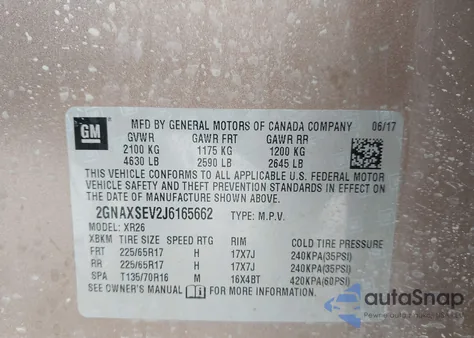 GM
MFD BY GENERAL MOTORS OF CANADA COMPANY 06/17
GVWR GAWR FRT GAWR RR
2100 KG 1175 KG 1200 KG
4630 LB 2590 LB 2645 LB
THIS VEHICLE CONFORMS TO ALL APPLICABLE U.S. FEDERAL MOTOR
VEHICLE SAFETY AND THEFT PREVENTION STANDARDS IN EFFECT ON
THE DATE OF MANUFACTURE SHOWN ABOVE.
2GNAXSEV2J6165662 TYPE: M.P.V.
MODEL: XR26
XBKM TIRE SIZE SPEED RTG RIM COLD TIRE PRESSURE
FRT 225/65R17 H 17X7J 240KPA(35PSI)
RR 225/65R17 H 17X7J 240KPA(35PSI)
SPA T135/70R16 M 16X4BT 420KPA(60PSI)
SEE OWNER'S MANUAL FOR MORE INFORMATION
autoSnap